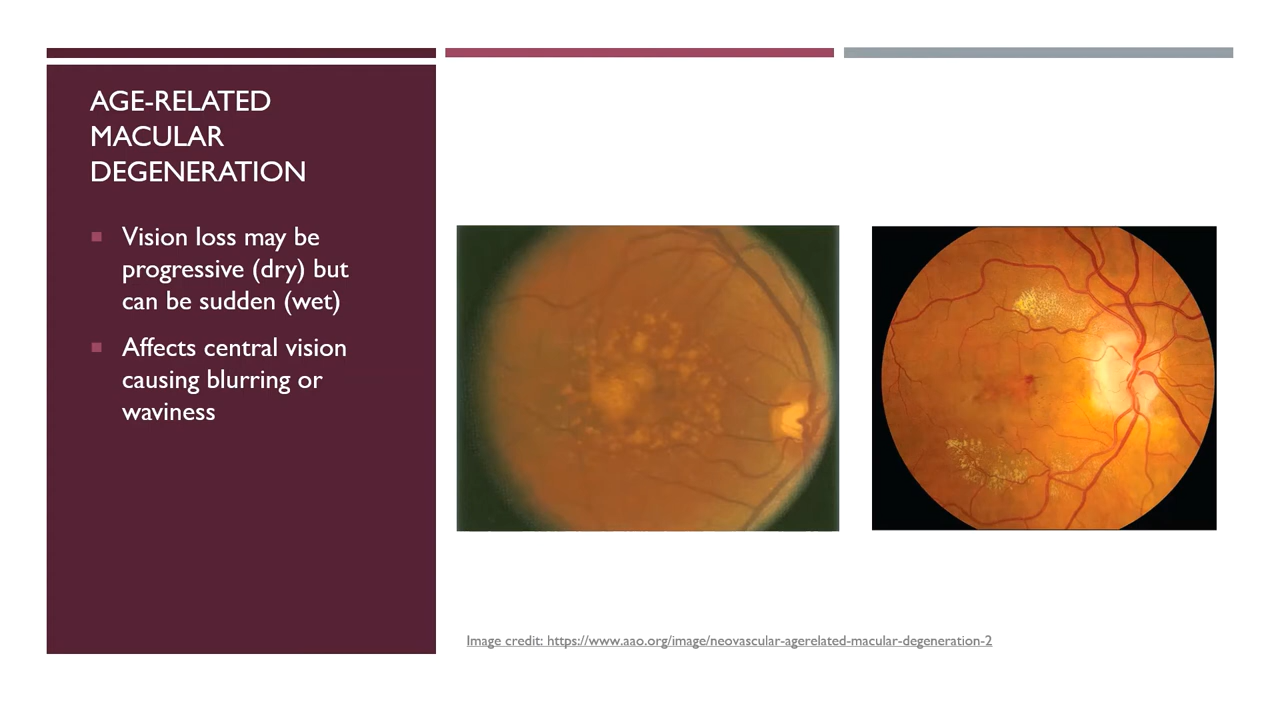 AGE-RELATED
MACULAR
DEGENERATION
Vision loss may be
progressive (dry) but
can be sudden (wet)
Affects central vision
causing blurring or
waviness
Image credit: https://www.aao.org/image/neovascular-agerelated-macular-degeneration-2